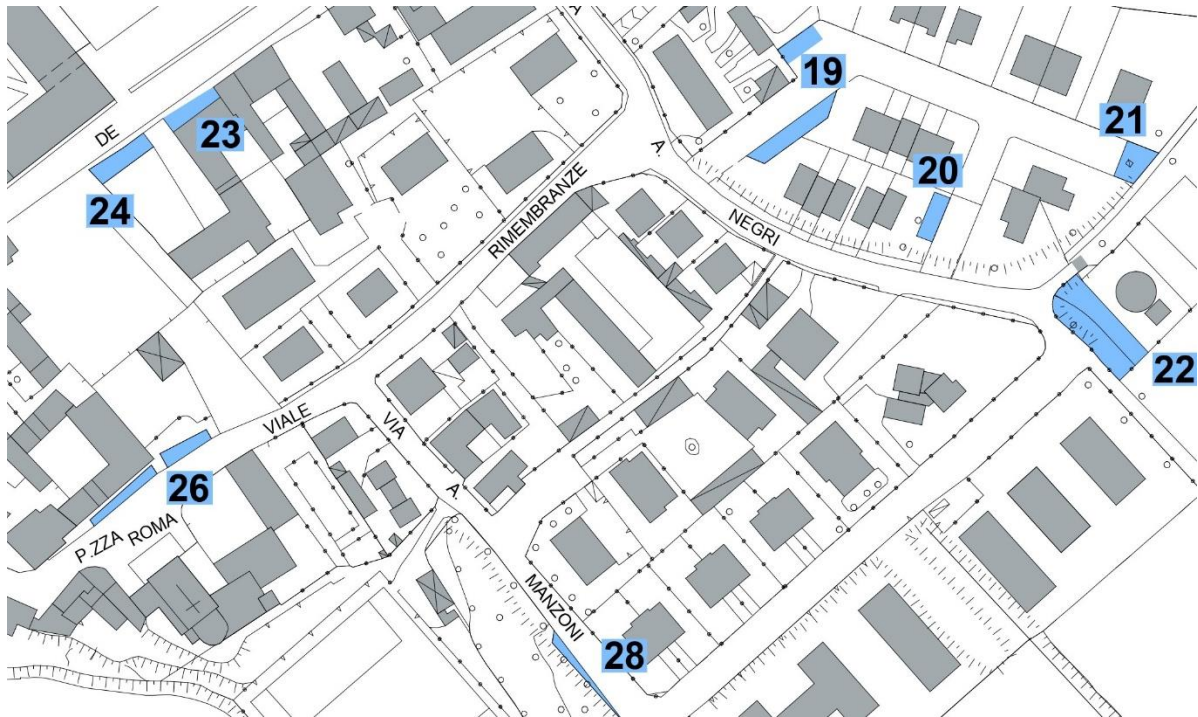 A.
19
21
DE
23
A.
20
24
RIMEMBRANZE
NEGRI
22
VIALE
VIA
A.
26
P.ZZA
ROMA
MANZONI
28